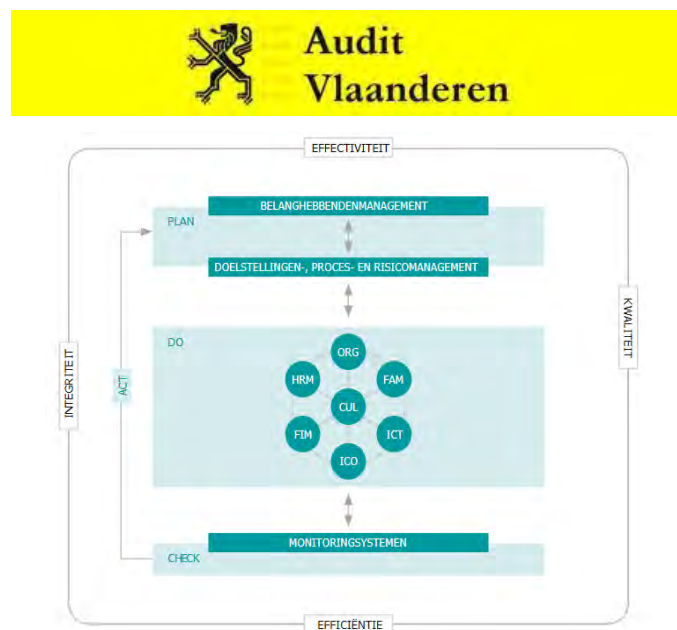 Audit
Vlaanderen
EFFECTIVITEIT
BELANGHEBBENDENMANAGEMENT
PLAN
DOELSTELLINGEN-, PROCES- EN RISICOMANAGEMENT
KWALITEIT
INTEGRITEIT
ACT
DO
ORG
HRM
FAM
CUL
FIM
ICT
ICO
MONITORINGSYSTEMEN
CHECK
EFFICIËNTIE